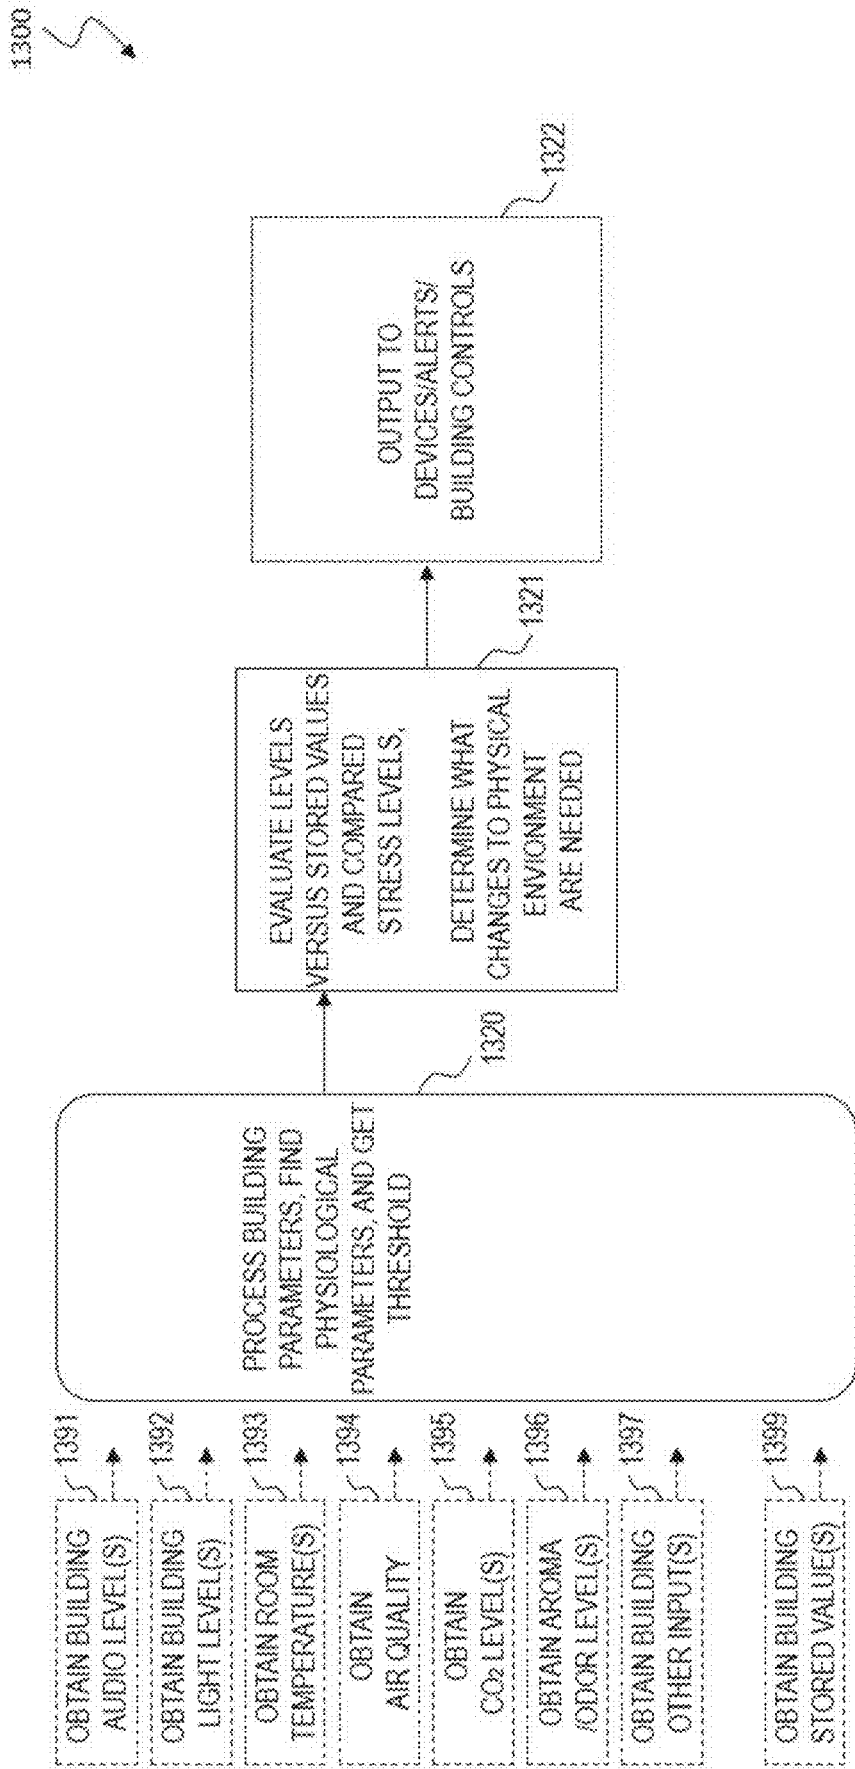 1300
OBTAIN BUILDING
AUDIO LEVEL(S)
1391
OBTAIN BUILDING
LIGHT LEVEL(S)
1392
OBTAIN ROOM
TEMPERATURE(S)
1393
OBTAIN
AIR QUALITY
1394
OBTAIN
CO₂ LEVEL(S)
1395
OBTAIN AROMA
/ODOR LEVEL(S)
1396
OBTAIN BUILDING
OTHER INPUT(S)
1397
OBTAIN BUILDING
STORED VALUE(S)
1399
PROCESS BUILDING
PARAMETERS, FIND
PHYSIOLOGICAL
PARAMETERS, AND GET
THRESHOLD
1320
EVALUATE LEVELS
VERSUS STORED VALUES
AND COMPARED
STRESS LEVELS,
DETERMINE WHAT
CHANGES TO PHYSICAL
ENVIONMENT
ARE NEEDED
1321
OUTPUT TO
DEVICES/ALERTS/
BUILDING CONTROLS
1322